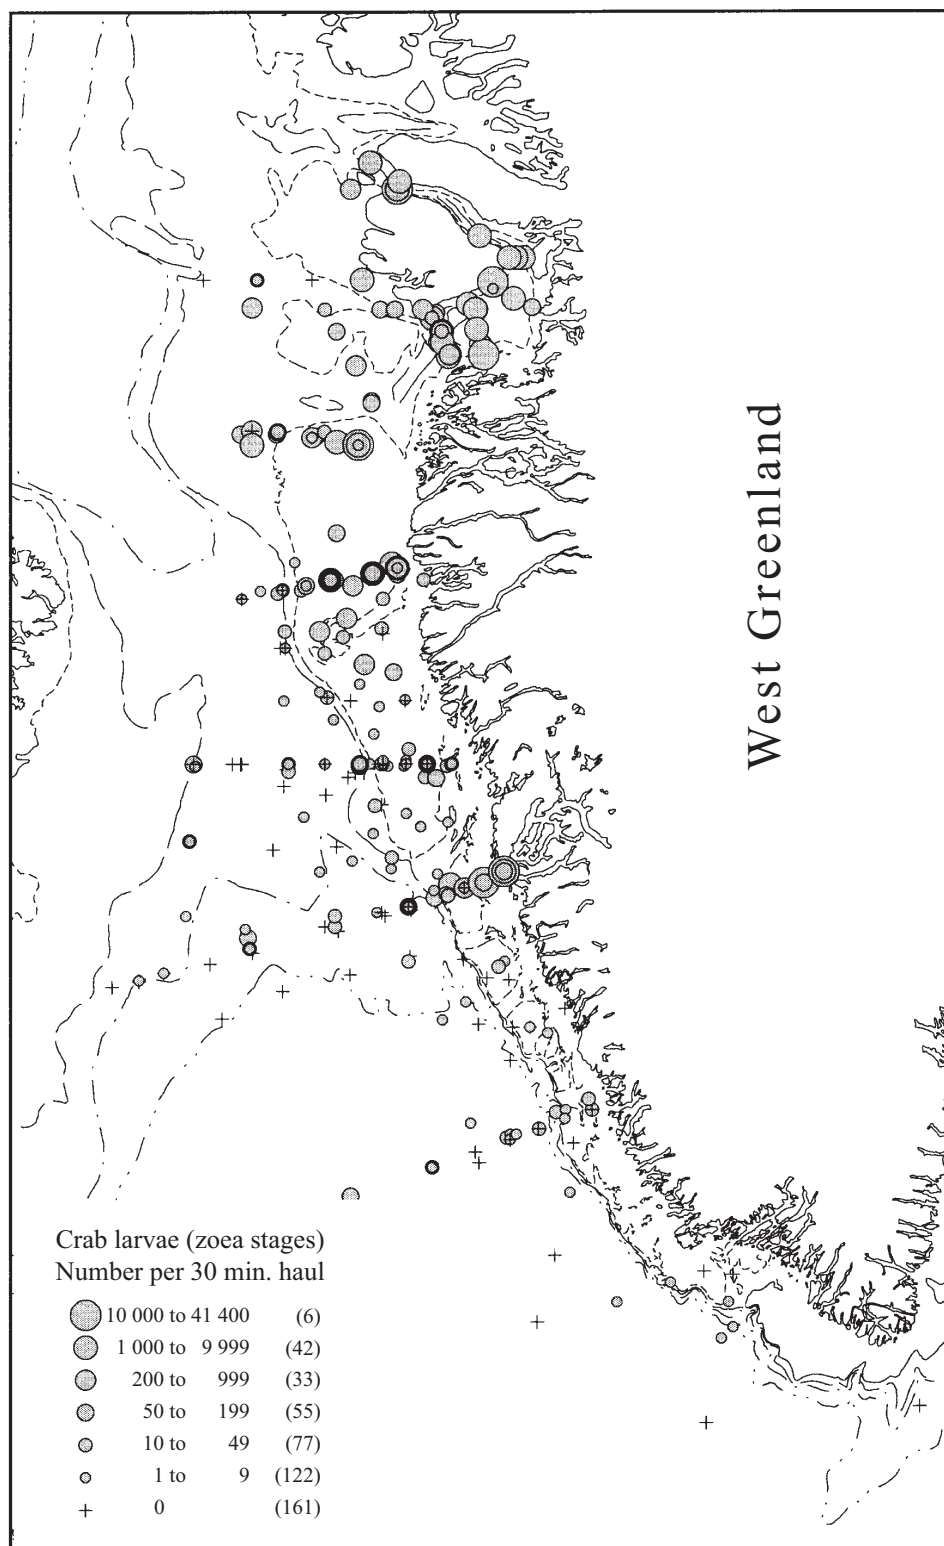 West Greenland
Crab larvae (zoea stages)
Number per 30 min. haul
10 000 to 41 400 (6)
1 000 to 9 999 (42)
200 to 999 (33)
50 to 199 (55)
10 to 49 (77)
1 to 9 (122)
0 (161)